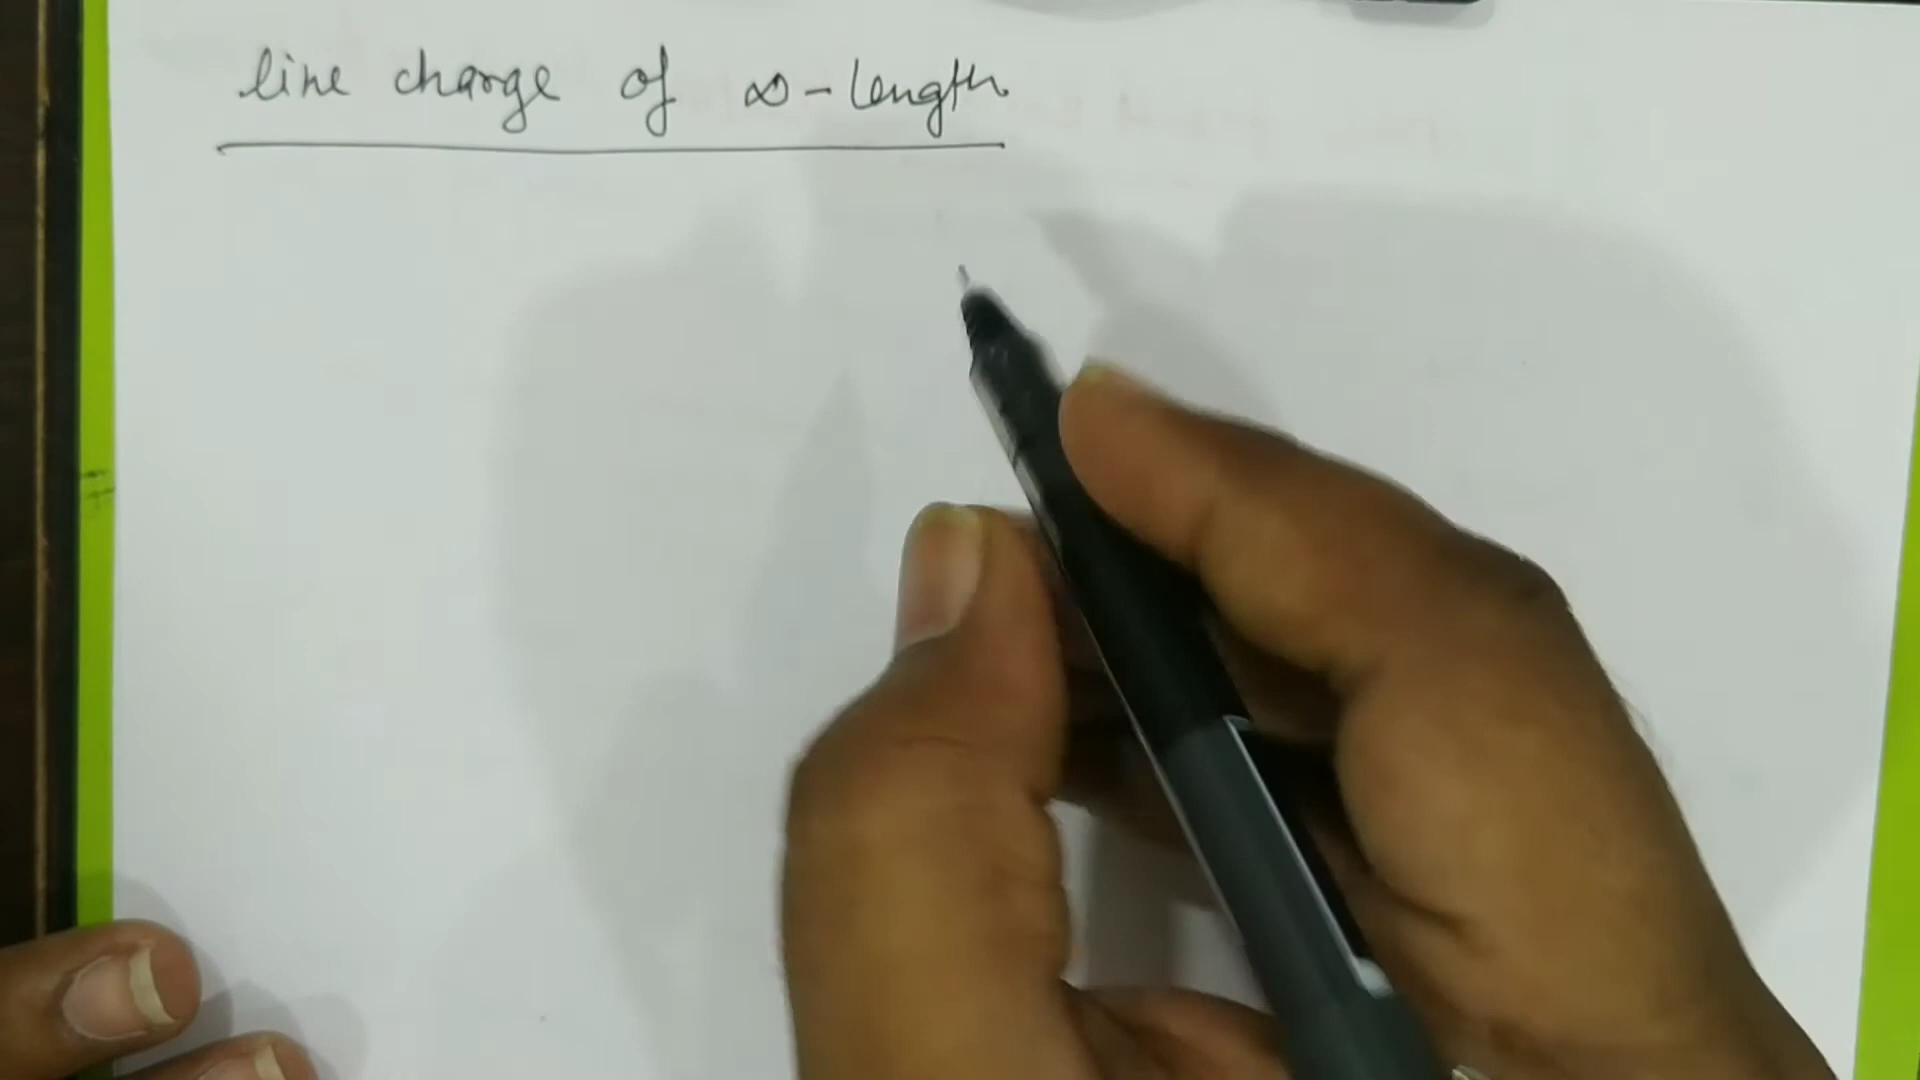 line charge of ∞-length